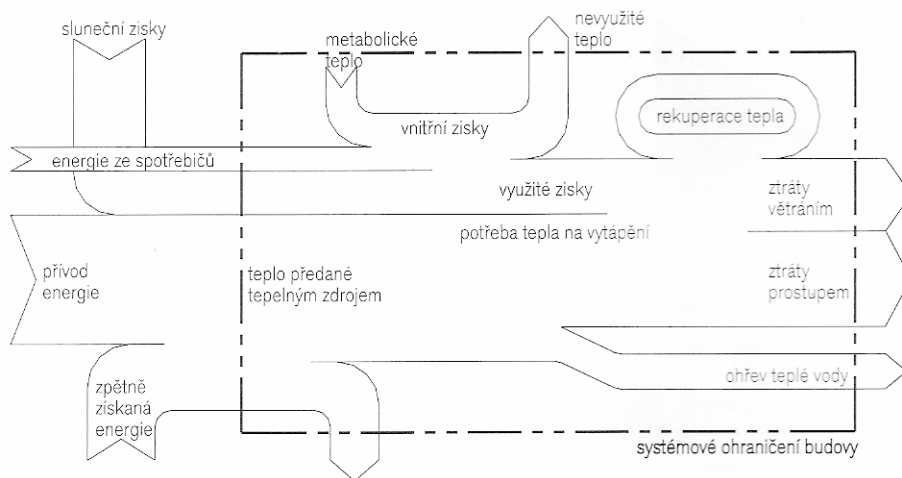 sluneční zisky
metabolické
teplo
nevyužité
teplo
rekuperace tepla
vnitřní zisky
energie ze spotřebičů
využité zisky
ztráty
větráním
potřeba tepla na vytápění
přívod
energie
teplo předané
tepelným zdrojem
ztráty
prostupem
ohřev teplé vody
zpětně
získaná
energie
systémové ohraničení budovy